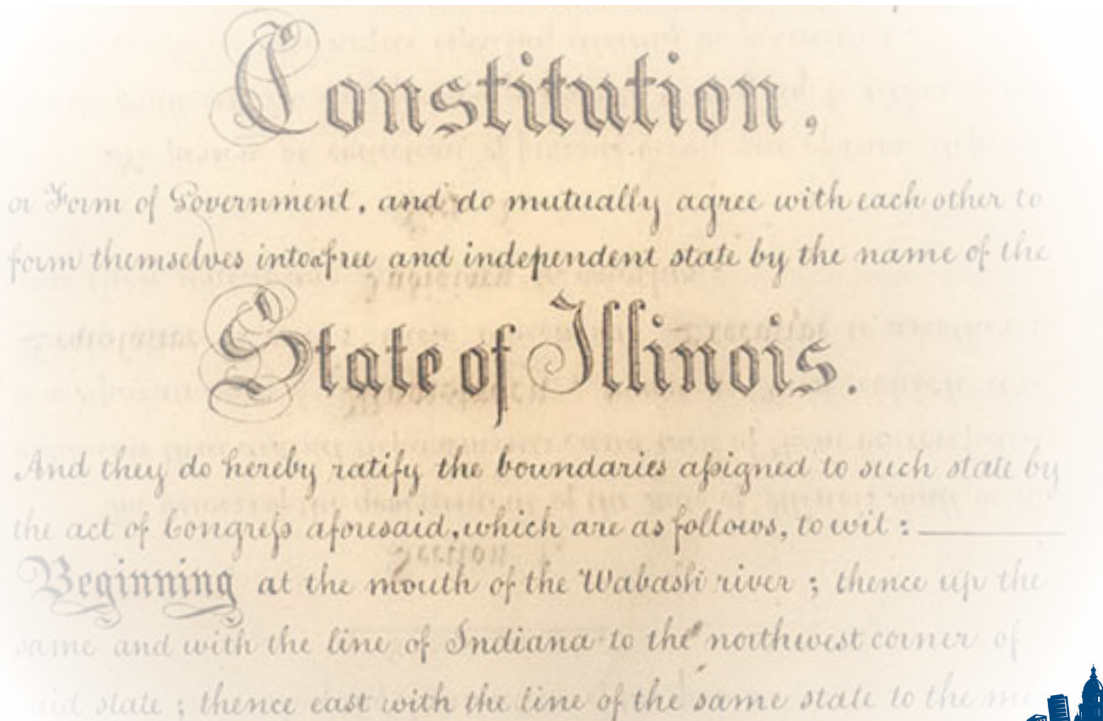 Constitution,
or Form of Government, and do mutually agree with each other to
form themselves into a free and independent state by the name of the
State of Illinois.
And they do hereby ratify the boundaries aſsigned to such state by
the act of Congreſs aforesaid, which are as follows, to wit:
Beginning at the mouth of the Wabash river; thence up the
same and with the line of Indiana to the northwest corner of
said state; thence east with the line of the same state to the